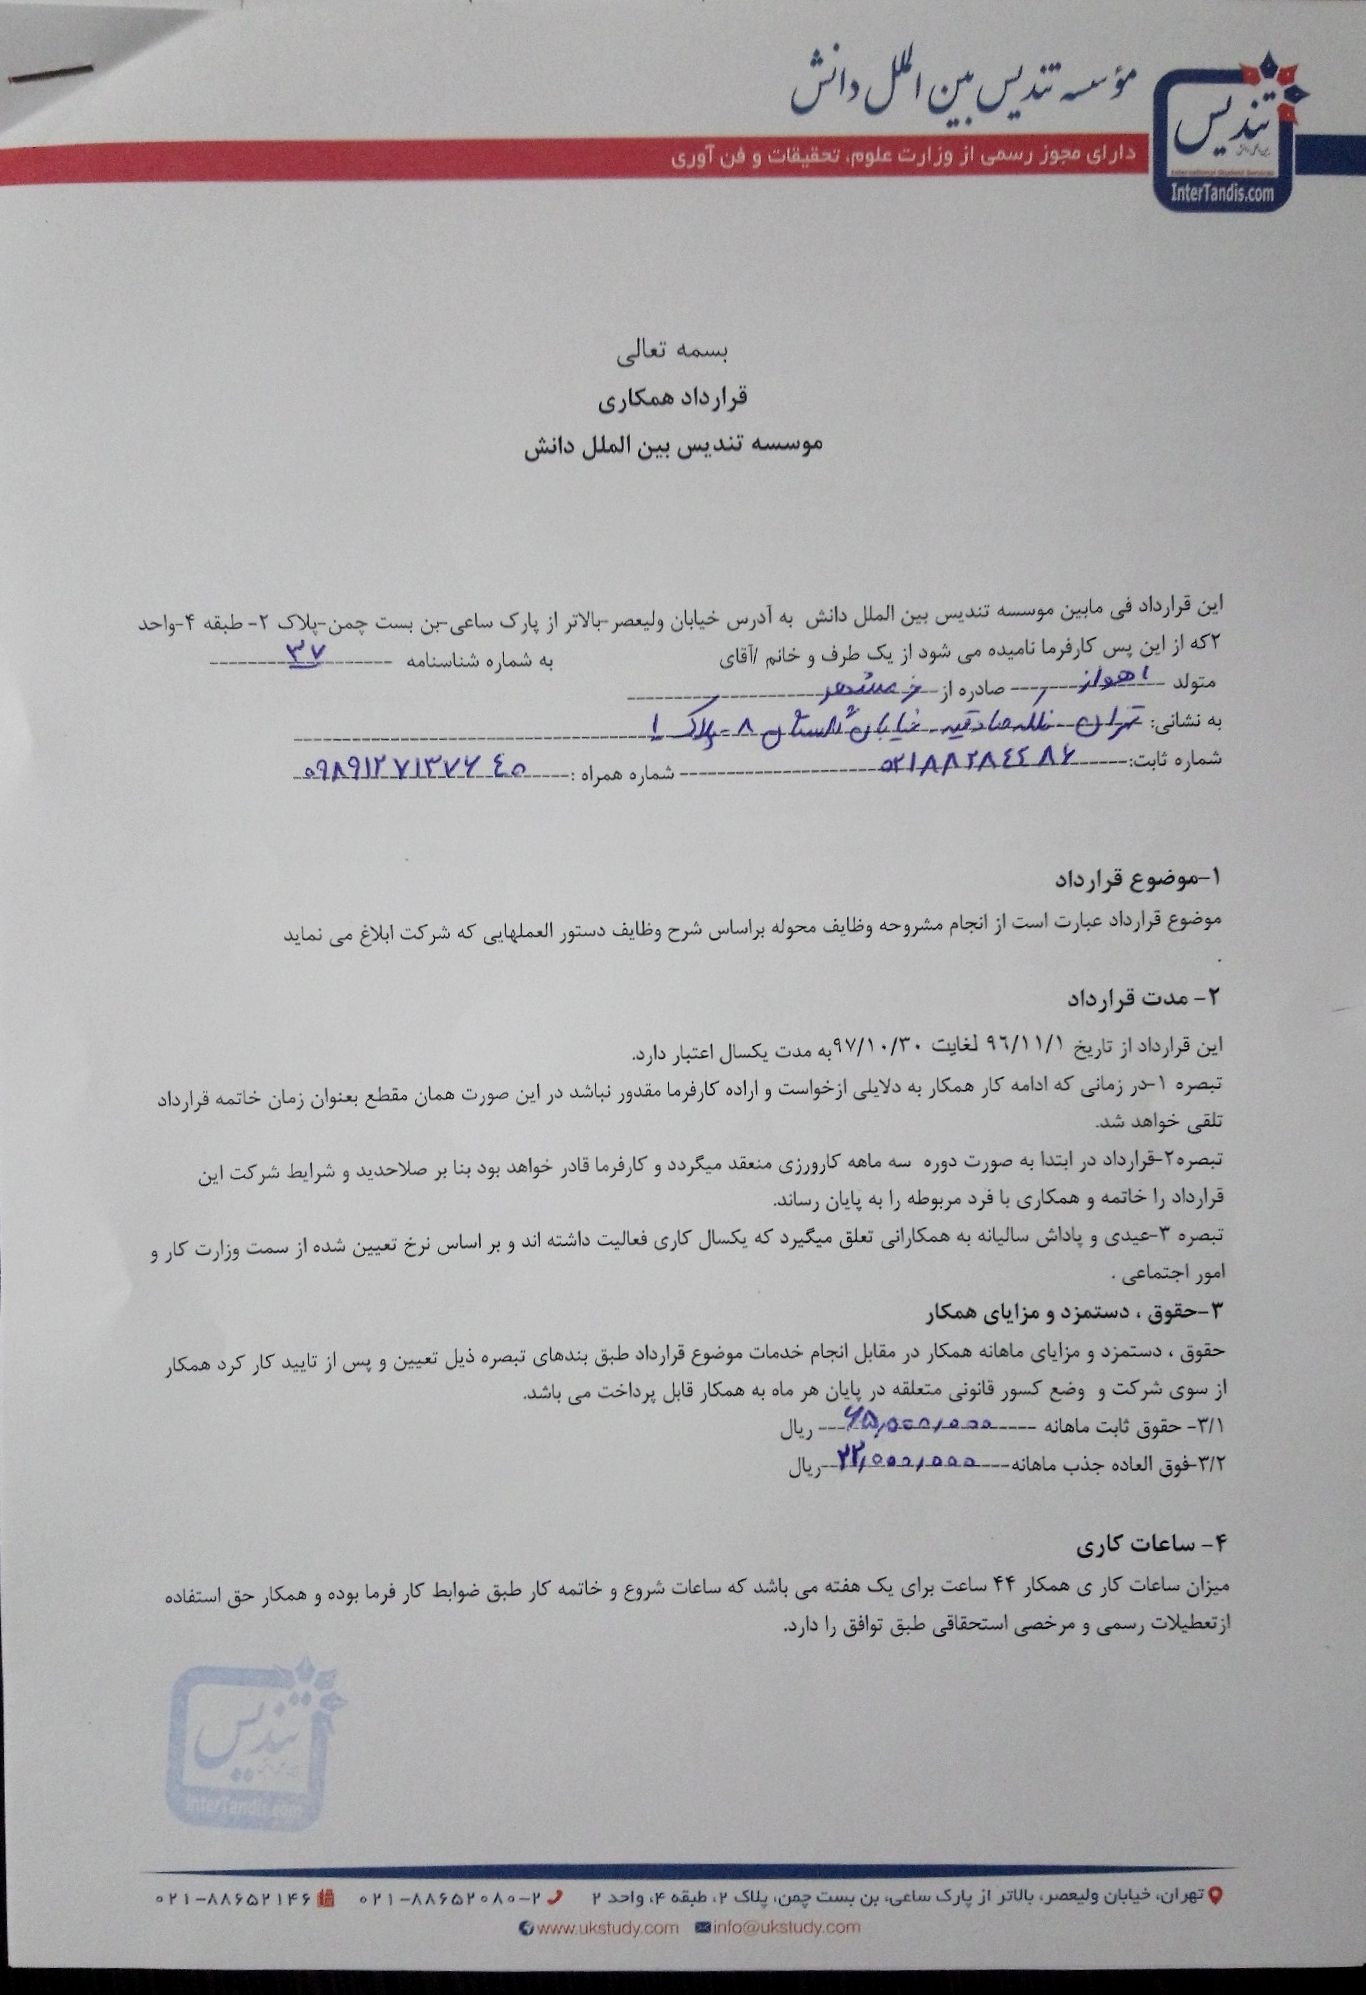 مؤسسه تندیس بین الملل دانش
دارای مجوز رسمی از وزارت علوم، تحقیقات و فن آوری
تندیس
International Student Services
InterTandis.com
بسمه تعالی
قرارداد همکاری
موسسه تندیس بین الملل دانش
این قرارداد فی مابین موسسه تندیس بین الملل دانش به آدرس خیابان ولیعصر-بالاتر از پارک ساعی-بن بست چمن-پلاک ۲- طبقه ۴-واحد
۲که از این پس کارفرما نامیده می شود از یک طرف و خانم /آقای به شماره شناسنامه ۳۷
متولد اهواز صادره از خرمشهر
به نشانی: تهران فلکه صادقیه خیابان گلستان ۸ - پلاک ۱
شماره ثابت: ۰۲۱۸۸۲۸٤٤۸۶ شماره همراه : ۰۹۸۹۱۲۷۱۳۷۶٤۵
۱-موضوع قرارداد
موضوع قرارداد عبارت است از انجام مشروحه وظایف محوله براساس شرح وظایف دستور العملهایی که شرکت ابلاغ می نماید
.
۲- مدت قرارداد
این قرارداد از تاریخ ۹۶/۱۱/۱ لغایت ۹۷/۱۰/۳۰به مدت یکسال اعتبار دارد.
تبصره ۱-در زمانی که ادامه کار همکار به دلایلی ازخواست و اراده کارفرما مقدور نباشد در این صورت همان مقطع بعنوان زمان خاتمه قرارداد
تلقی خواهد شد.
تبصره۲-قرارداد در ابتدا به صورت دوره سه ماهه کارورزی منعقد میگردد و کارفرما قادر خواهد بود بنا بر صلاحدید و شرایط شرکت این
قرارداد را خاتمه و همکاری با فرد مربوطه را به پایان رساند.
تبصره ۳-عیدی و پاداش سالیانه به همکارانی تعلق میگیرد که یکسال کاری فعالیت داشته اند و بر اساس نرخ تعیین شده از سمت وزارت کار و
امور اجتماعی .
۳-حقوق ، دستمزد و مزایای همکار
حقوق ، دستمزد و مزایای ماهانه همکار در مقابل انجام خدمات موضوع قرارداد طبق بندهای تبصره ذیل تعیین و پس از تایید کار کرد همکار
از سوی شرکت و وضع کسور قانونی متعلقه در پایان هر ماه به همکار قابل پرداخت می باشد.
۳/۱- حقوق ثابت ماهانه ۶۵,۰۰۰,۰۰۰ ریال
۳/۲-فوق العاده جذب ماهانه ۲۲,۰۰۰,۰۰۰ ریال
۴- ساعات کاری
میزان ساعات کار ی همکار ۴۴ ساعت برای یک هفته می باشد که ساعات شروع و خاتمه کار طبق ضوابط کار فرما بوده و همکار حق استفاده
ازتعطیلات رسمی و مرخصی استحقاقی طبق توافق را دارد.
تندیس
InterTandis.com
تهران، خیابان ولیعصر، بالاتر از پارک ساعی، بن بست چمن، پلاک ۲، طبقه ۴، واحد ۲ ۰۲۱-۸۸۶۵۲۰۸۰-۲ ۰۲۱-۸۸۶۵۲۱۴۶
www.ukstudy.com info@ukstudy.com